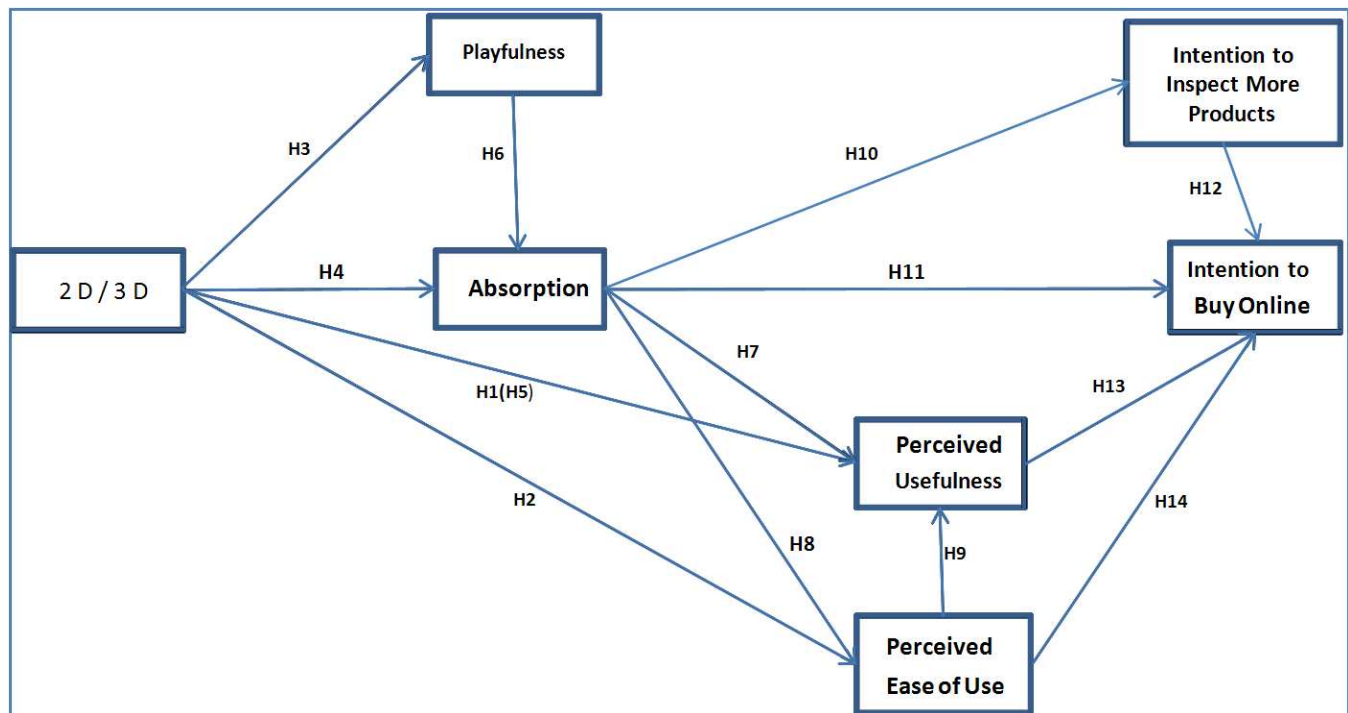 Playfulness
Intention to
Inspect More
Products
H3
H6
H10
H12
2 D / 3 D
H4
Absorption
H11
Intention to
Buy Online
H7
H1(H5)
H13
Perceived
Usefulness
H2
H14
H8
H9
Perceived
Ease of Use